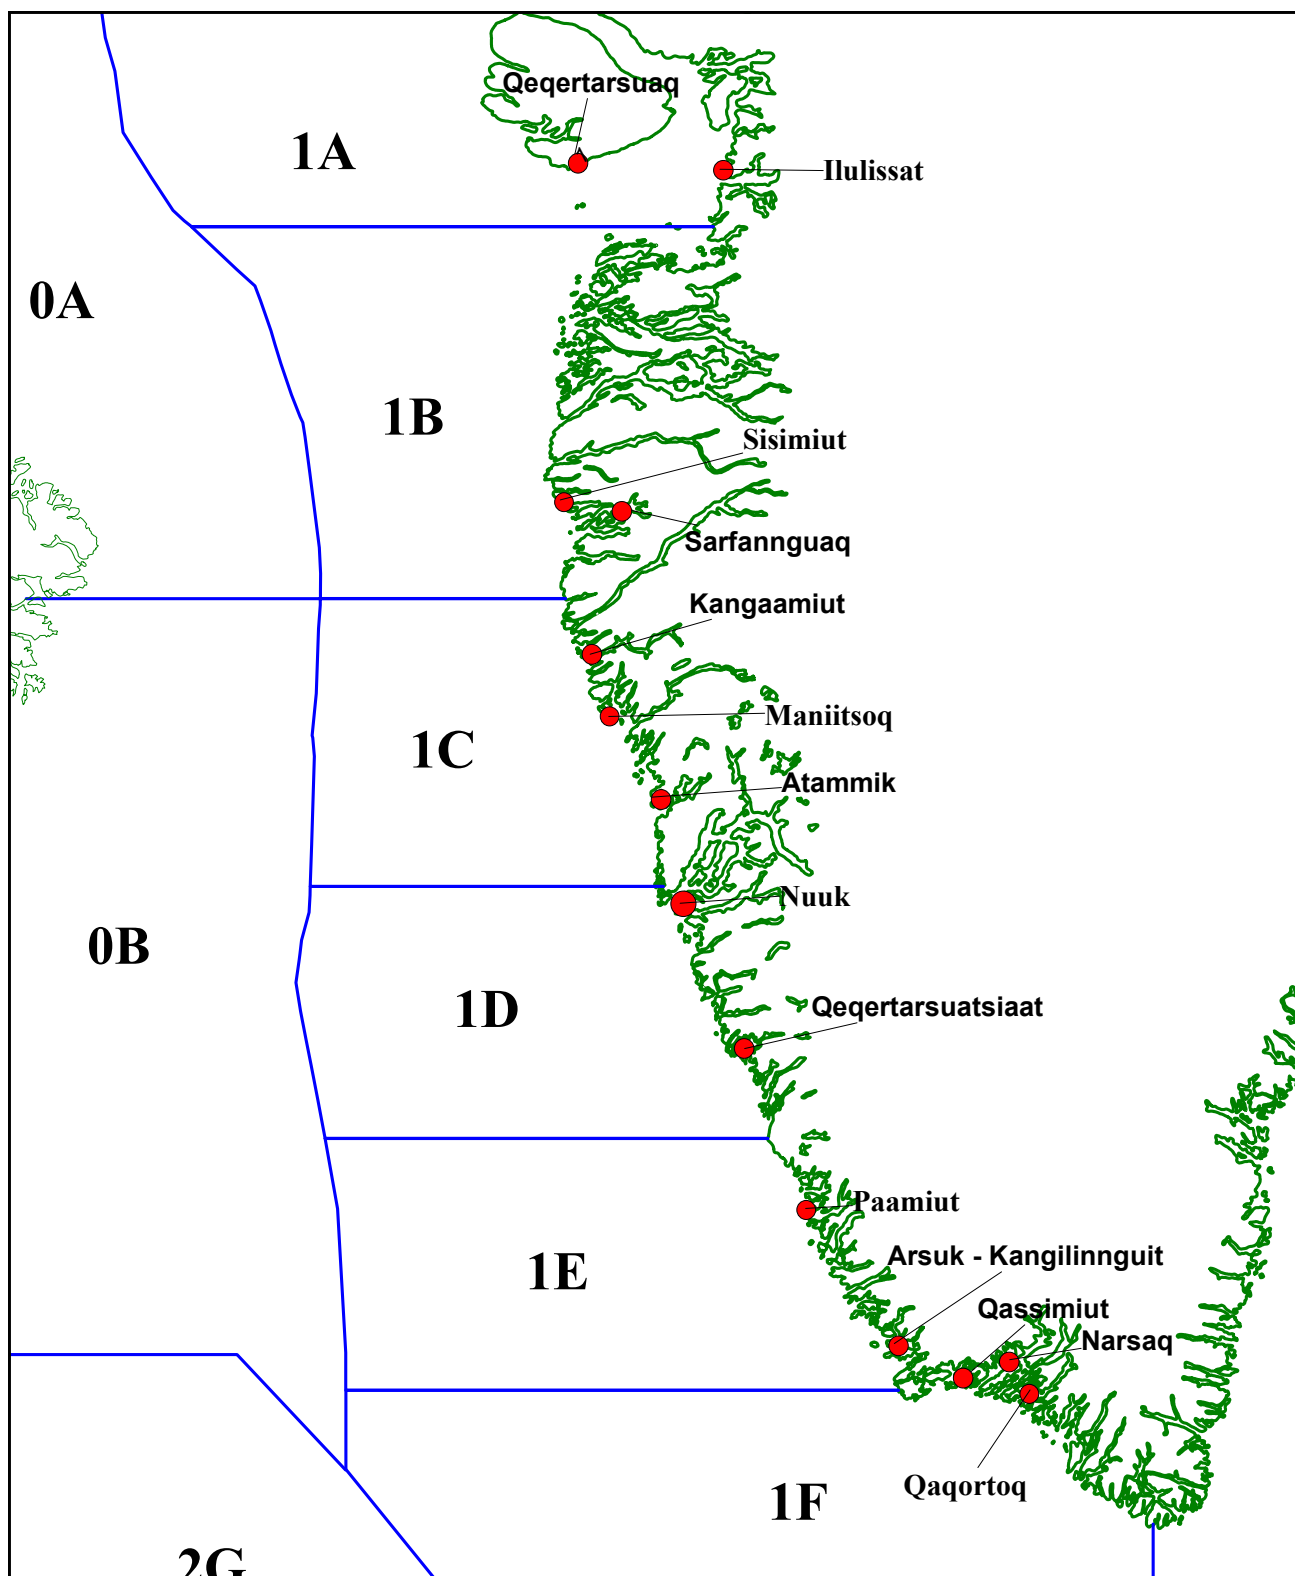 Qeqertarsuaq
1A
Ilulissat
0A
1B
Sisimiut
Sarfannguaq
Kangaamiut
Maniitsoq
1C
Atammik
Nuuk
0B
1D
Qeqertarsuatsiaat
Paamiut
Arsuk - Kangilinnguit
1E
Qassimiut
Narsaq
Qaqortoq
1F
2G